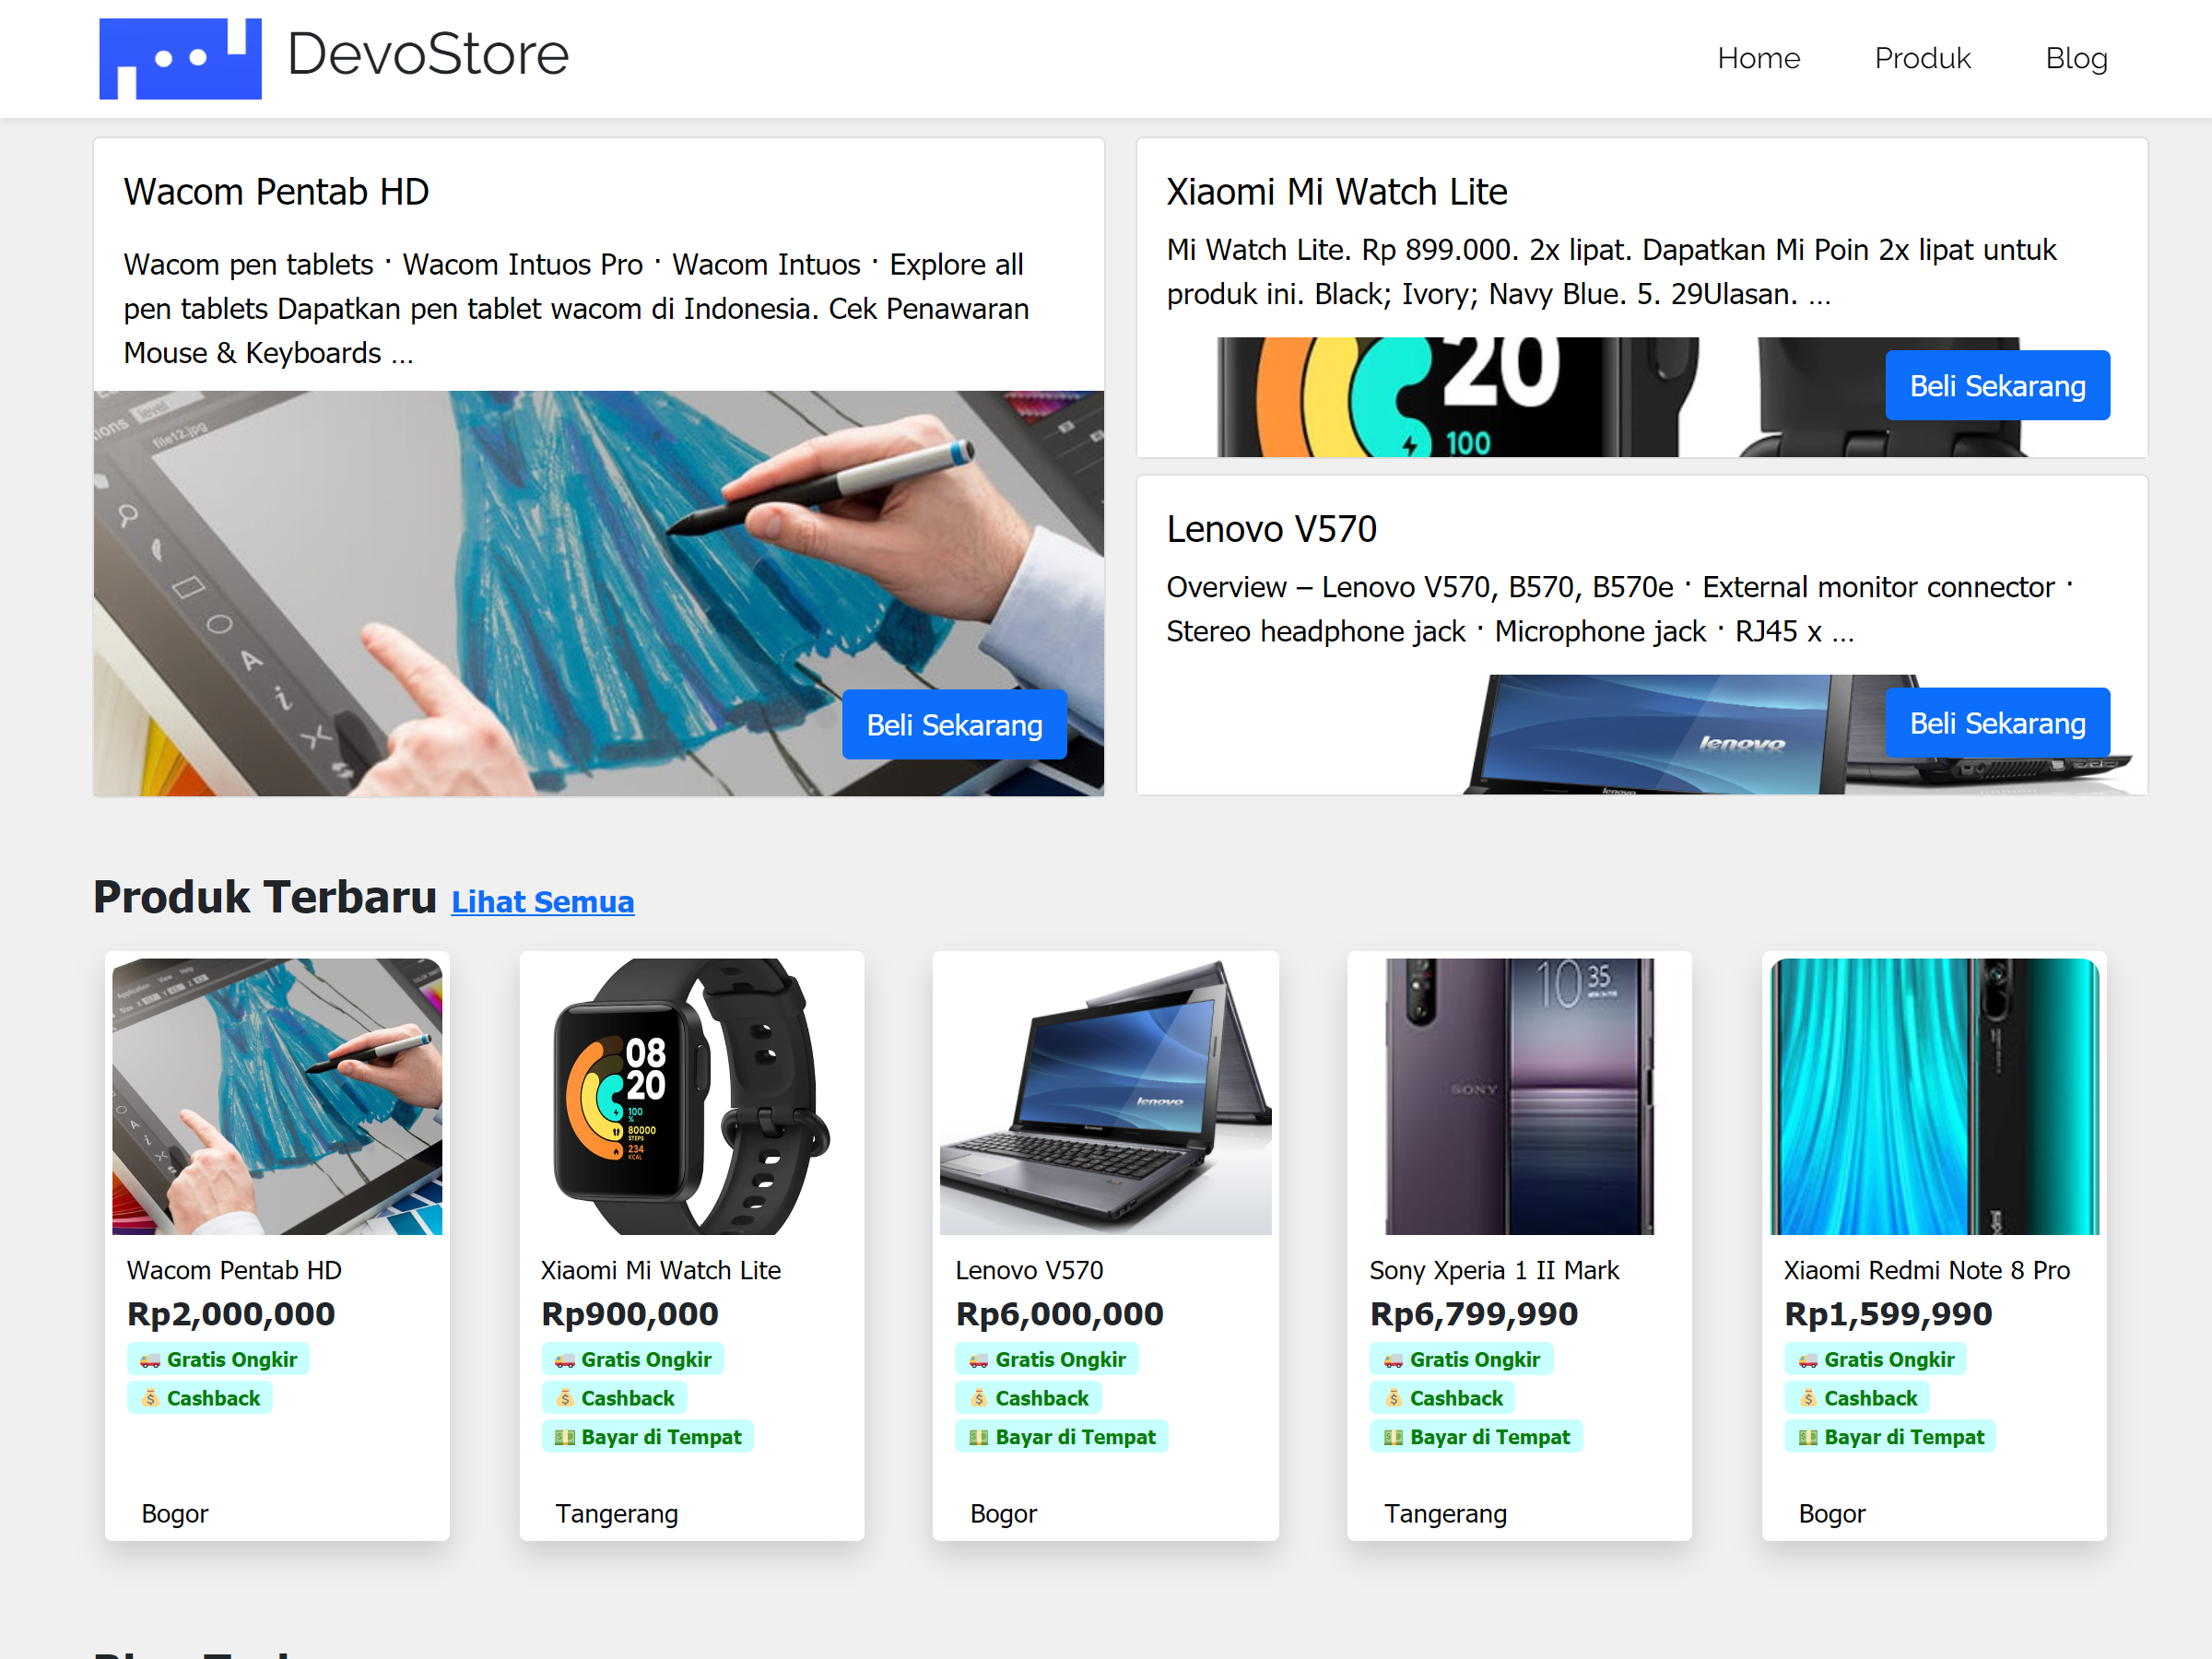 DevoStore
Home
Produk
Blog
Wacom Pentab HD
Wacom pen tablets · Wacom Intuos Pro · Wacom Intuos · Explore all
pen tablets Dapatkan pen tablet wacom di Indonesia. Cek Penawaran
Mouse & Keyboards ...
level
file12.jpg
Beli Sekarang
Xiaomi Mi Watch Lite
Mi Watch Lite. Rp 899.000. 2x lipat. Dapatkan Mi Poin 2x lipat untuk
produk ini. Black; Ivory; Navy Blue. 5. 29Ulasan. ...
20
100
Beli Sekarang
Lenovo V570
Overview – Lenovo V570, B570, B570e · External monitor connector ·
Stereo headphone jack · Microphone jack · RJ45 x ...
lenovo
lenovo
Beli Sekarang
Produk Terbaru Lihat Semua
Application View Help
Wacom Pentab HD
Rp2,000,000
Gratis Ongkir
Cashback
Bogor
08
20
100
%
80000
STEPS
234
KCAL
Xiaomi Mi Watch Lite
Rp900,000
Gratis Ongkir
Cashback
Bayar di Tempat
Tangerang
lenovo
Lenovo V570
Rp6,000,000
Gratis Ongkir
Cashback
Bayar di Tempat
Bogor
10 35
SONY
Sony Xperia 1 II Mark
Rp6,799,990
Gratis Ongkir
Cashback
Bayar di Tempat
Tangerang
Xiaomi Redmi Note 8 Pro
Rp1,599,990
Gratis Ongkir
Cashback
Bayar di Tempat
Bogor